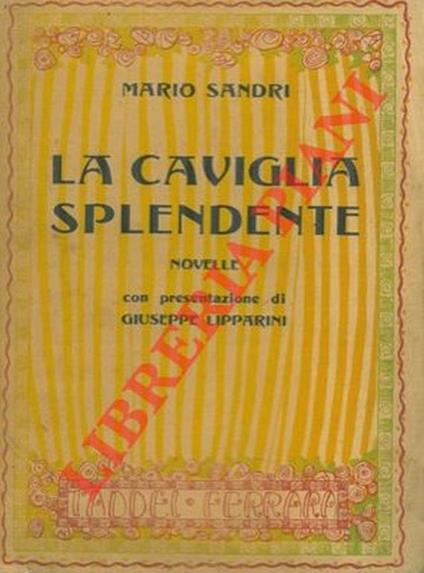 MARIO SANDRI
LA CAVIGLIA
SPLENDENTE
NOVELLE
con presentazione di
GIUSEPPE LIPPARINI
LIBRERIA PIANI
TADDEI · FERRARA